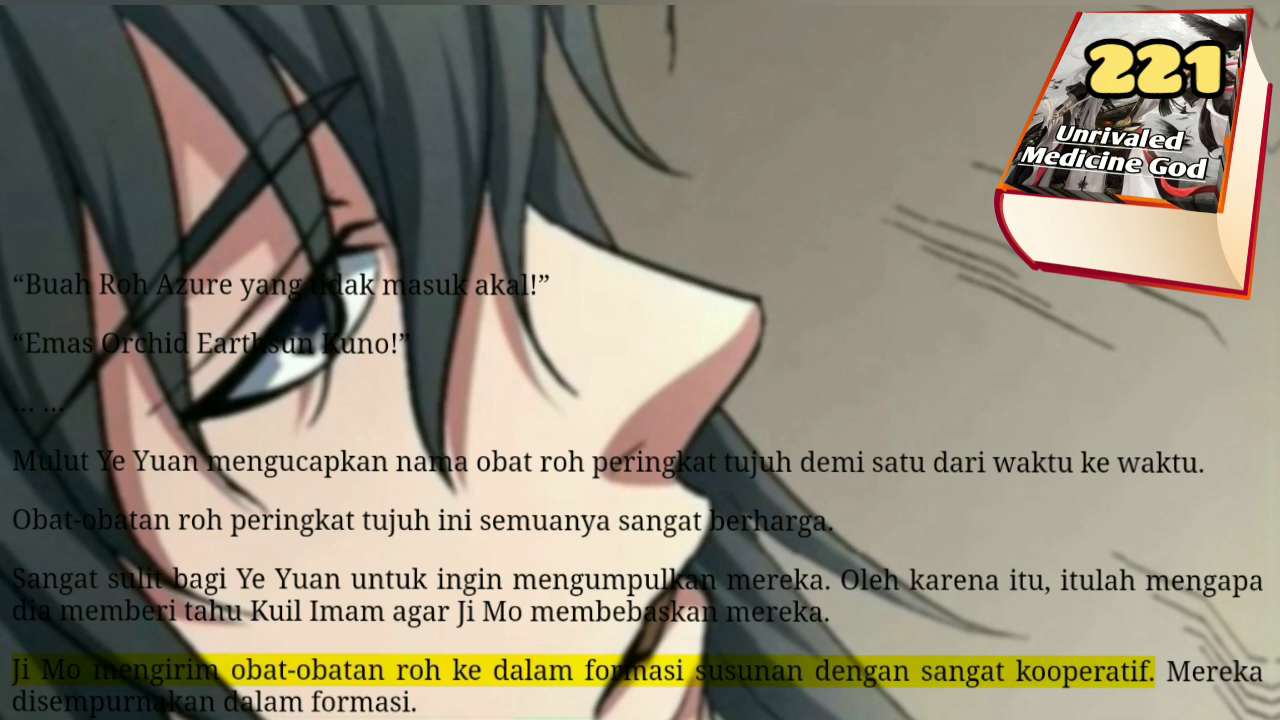 221
Unrivaled
Medicine God
“Buah Roh Azure yang tidak masuk akal!”
“Emas Orchid Earthsun Kuno!”
... ...
Mulut Ye Yuan mengucapkan nama obat roh peringkat tujuh demi satu dari waktu ke waktu.
Obat-obatan roh peringkat tujuh ini semuanya sangat berharga.
Sangat sulit bagi Ye Yuan untuk ingin mengumpulkan mereka. Oleh karena itu, itulah mengapa
dia memberi tahu Kuil Imam agar Ji Mo membebaskan mereka.
Ji Mo mengirim obat-obatan roh ke dalam formasi susunan dengan sangat kooperatif. Mereka
disempurnakan dalam formasi.